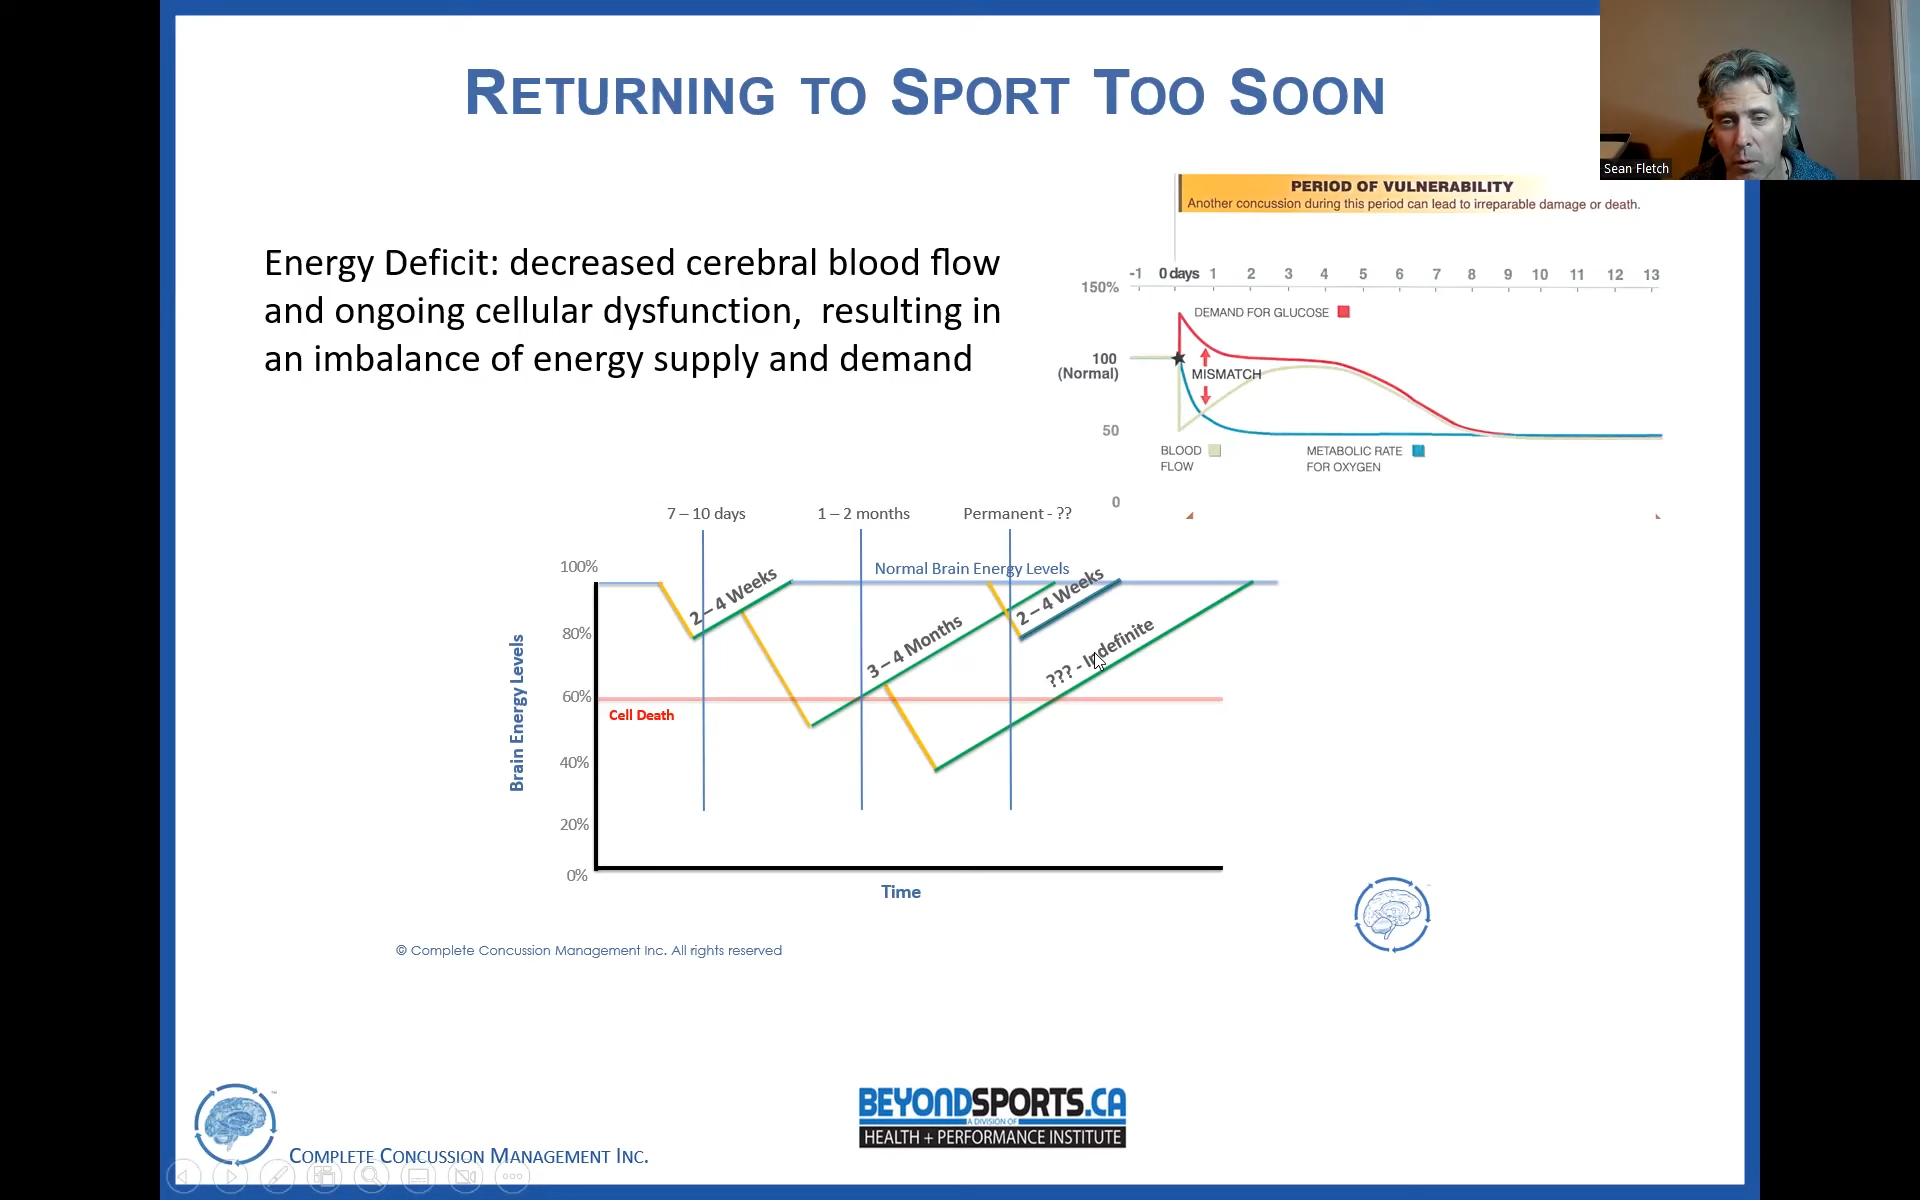 RETURNING TO SPORT TOO SOON
Sean Fletch
PERIOD OF VULNERABILITY
Another concussion during this period can lead to irreparable damage or death.
Energy Deficit: decreased cerebral blood flow
and ongoing cellular dysfunction, resulting in
an imbalance of energy supply and demand
-1 0 days 1 2 3 4 5 6 7 8 9 10 11 12 13
150%
DEMAND FOR GLUCOSE
100
(Normal)
MISMATCH
50
BLOOD
FLOW
METABOLIC RATE
FOR OXYGEN
0
7 – 10 days
1 – 2 months
Permanent - ??
100%
Normal Brain Energy Levels
2 – 4 Weeks
2 – 4 Weeks
80%
3 – 4 Months
??? - Indefinite
60%
Cell Death
40%
20%
0%
Brain Energy Levels
Time
© Complete Concussion Management Inc. All rights reserved
BEYONDSPORTS.CA
A DIVISION OF
HEALTH + PERFORMANCE INSTITUTE
COMPLETE CONCUSSION MANAGEMENT INC.